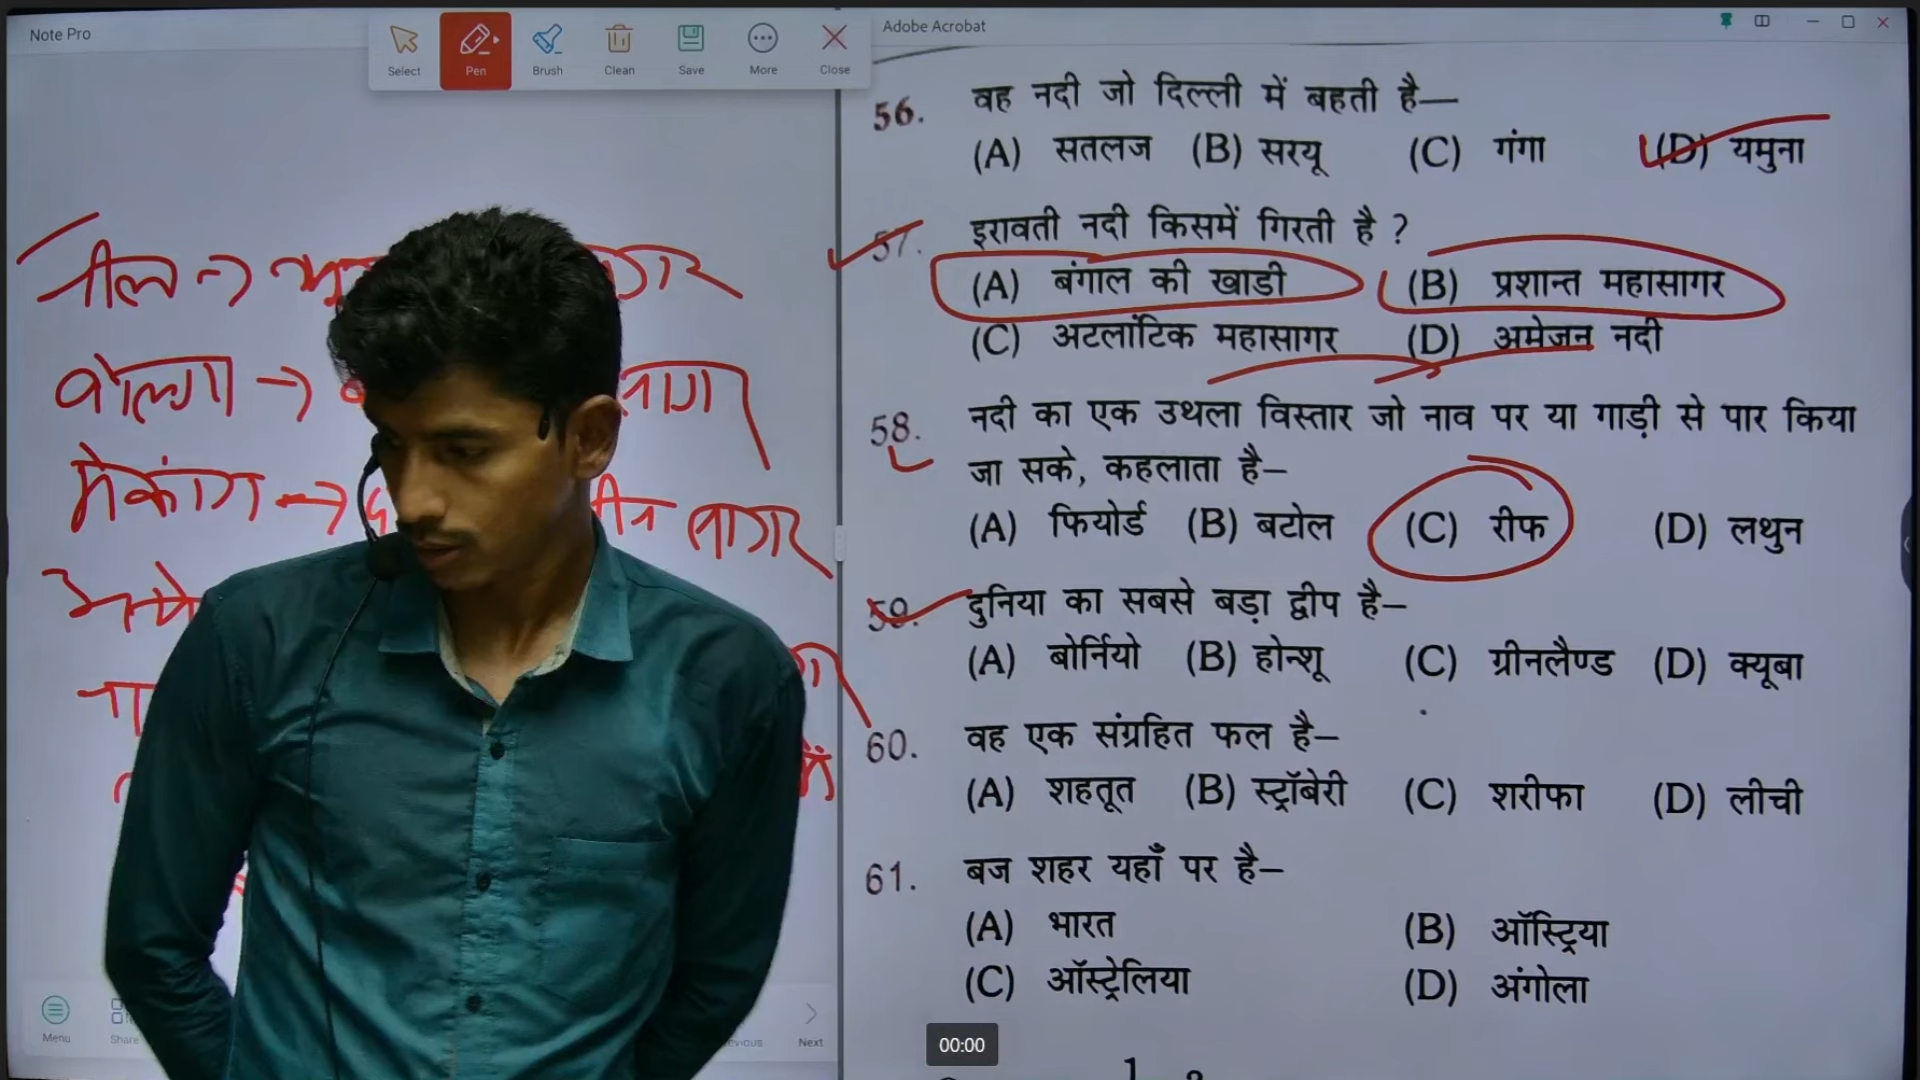 Note Pro
Select
Pen
Brush
Clean
Save
More
Close
Adobe Acrobat
नील →
वोल्गा →
मेकांग → सागर
Menu
Share
Next
56. वह नदी जो दिल्ली में बहती है—
(A) सतलज (B) सरयू (C) गंगा (D) यमुना
57. इरावती नदी किसमें गिरती है ?
(A) बंगाल की खाडी (B) प्रशान्त महासागर
(C) अटलांटिक महासागर (D) अमेजन नदी
58. नदी का एक उथला विस्तार जो नाव पर या गाड़ी से पार किया
जा सके, कहलाता है–
(A) फियोर्ड (B) बटोल (C) रीफ (D) लथुन
59. दुनिया का सबसे बड़ा द्वीप है–
(A) बोर्नियो (B) होन्शू (C) ग्रीनलैण्ड (D) क्यूबा
60. वह एक संग्रहित फल है–
(A) शहतूत (B) स्ट्रॉबेरी (C) शरीफा (D) लीची
61. बज शहर यहाँ पर है–
(A) भारत (B) ऑस्ट्रिया
(C) ऑस्ट्रेलिया (D) अंगोला
00:00